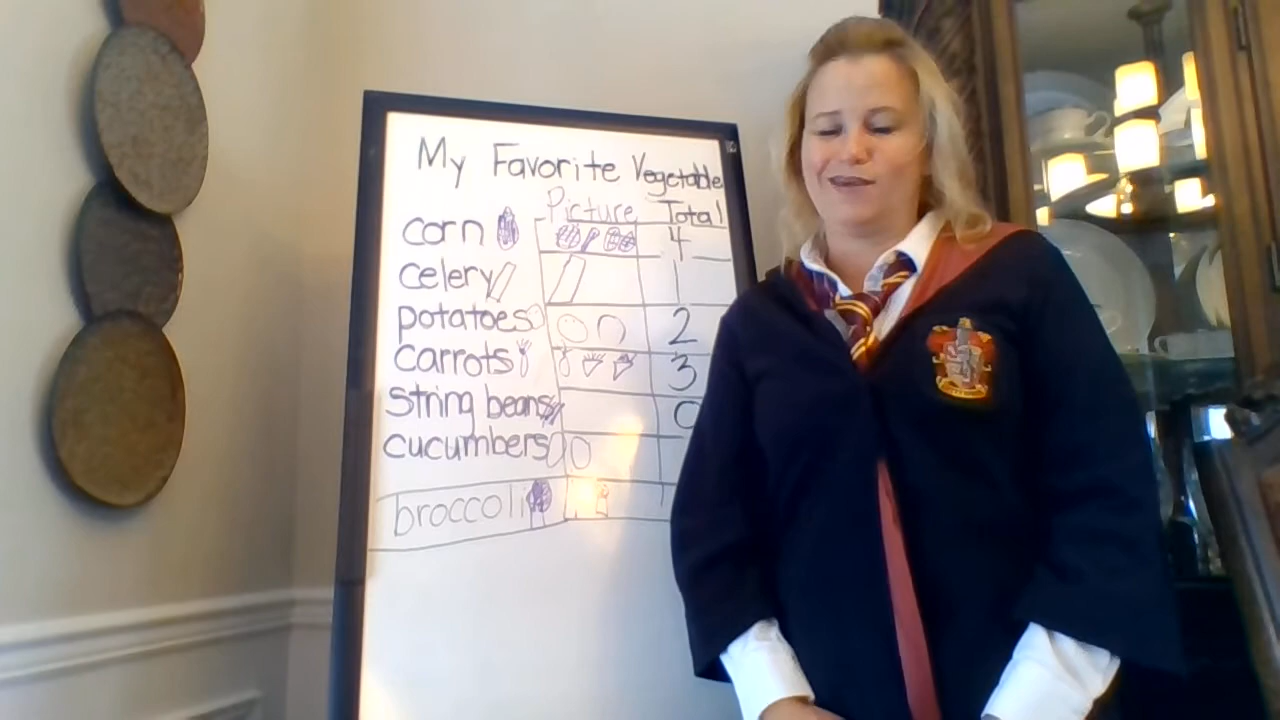 My Favorite Vegetable
Picture Total
corn 4
celery 1
potatoes 2
carrots 3
string beans 0
cucumbers
broccoli